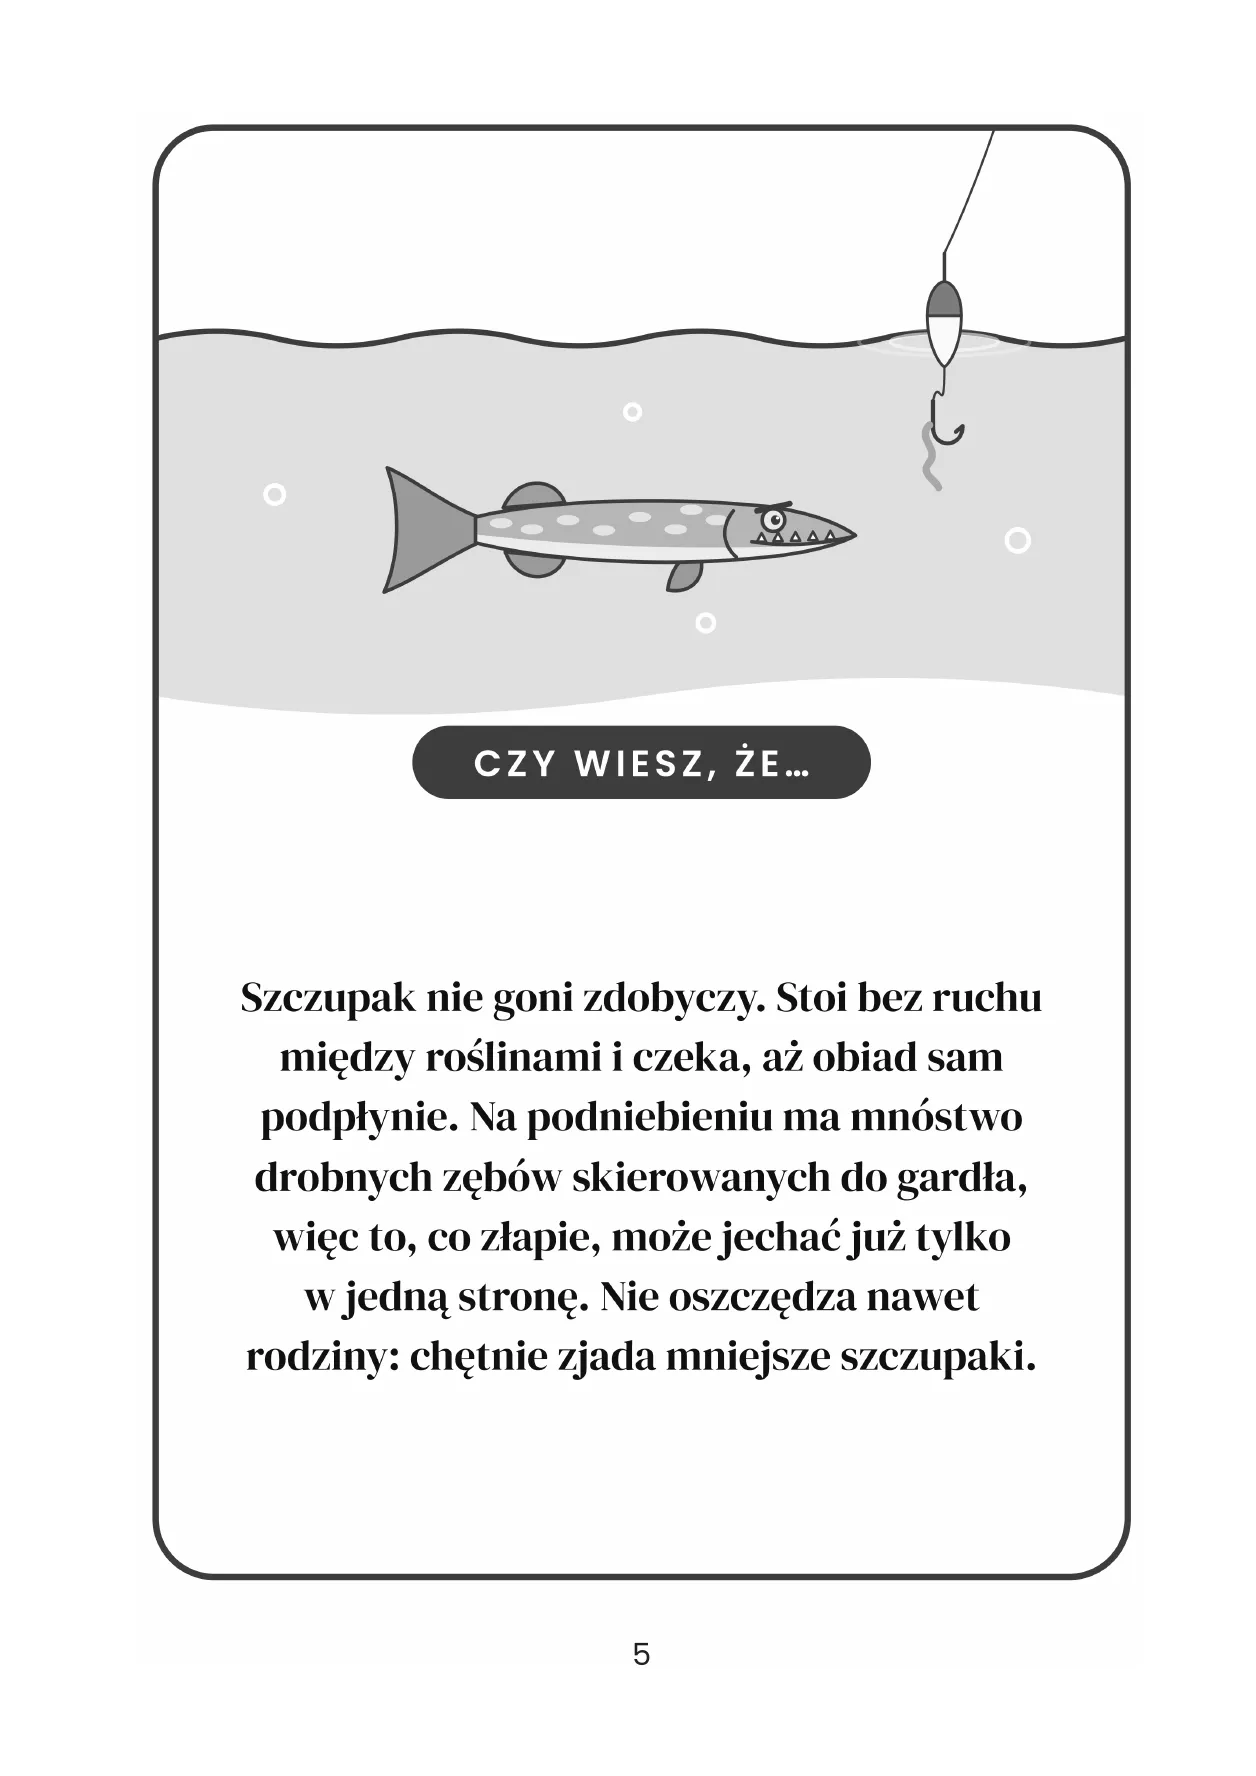 CZY WIESZ, ŻE…
Szczupak nie goni zdobyczy. Stoi bez ruchu
między roślinami i czeka, aż obiad sam
podpłynie. Na podniebieniu ma mnóstwo
drobnych zębów skierowanych do gardła,
więc to, co złapie, może jechać już tylko
w jedną stronę. Nie oszczędza nawet
rodziny: chętnie zjada mniejsze szczupaki.
5